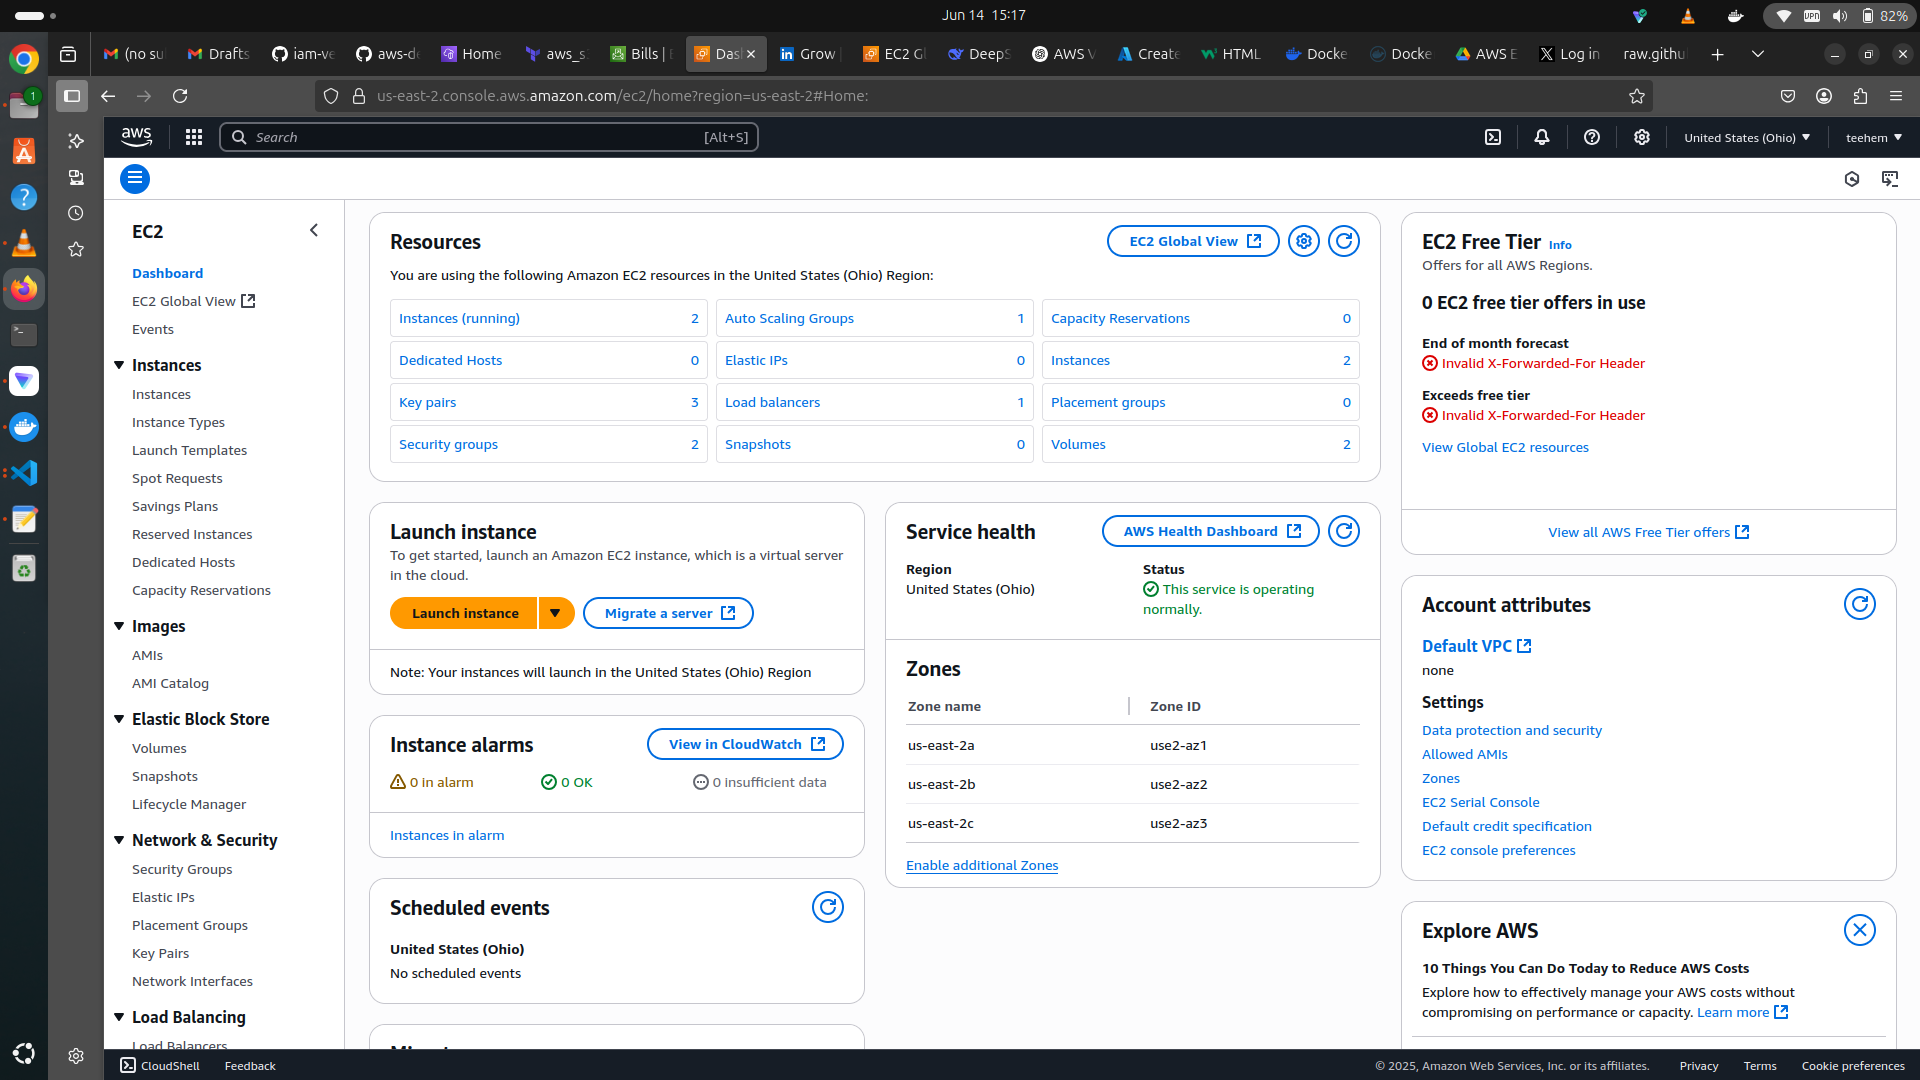 Jun 14 15:17
VPN
82%
1
(no su
Drafts
iam-ve
aws-de
Home
aws_s
Bills |
Das
Grow
EC2 Gl
DeepS
AWS V
Create
HTML
Docke
Docke
AWS E
Log in
raw.githu
us-east-2.console.aws.amazon.com/ec2/home?region=us-east-2#Home:
aws
Search
[Alt+S]
United States (Ohio)
teehem
EC2
Dashboard
EC2 Global View
Events
Instances
Instances
Instance Types
Launch Templates
Spot Requests
Savings Plans
Reserved Instances
Dedicated Hosts
Capacity Reservations
Images
AMIs
AMI Catalog
Elastic Block Store
Volumes
Snapshots
Lifecycle Manager
Network & Security
Security Groups
Elastic IPs
Placement Groups
Key Pairs
Network Interfaces
Load Balancing
Load Balancers
Resources
EC2 Global View
You are using the following Amazon EC2 resources in the United States (Ohio) Region:
Instances (running) 2
Auto Scaling Groups 1
Capacity Reservations 0
Dedicated Hosts 0
Elastic IPs 0
Instances 2
Key pairs 3
Load balancers 1
Placement groups 0
Security groups 2
Snapshots 0
Volumes 2
Launch instance
To get started, launch an Amazon EC2 instance, which is a virtual server
in the cloud.
Launch instance
Migrate a server
Note: Your instances will launch in the United States (Ohio) Region
Instance alarms
View in CloudWatch
0 in alarm
0 OK
0 insufficient data
Instances in alarm
Scheduled events
United States (Ohio)
No scheduled events
Service health
AWS Health Dashboard
Region
United States (Ohio)
Status
This service is operating
normally.
Zones
Zone name
Zone ID
us-east-2a
use2-az1
us-east-2b
use2-az2
us-east-2c
use2-az3
Enable additional Zones
EC2 Free Tier Info
Offers for all AWS Regions.
0 EC2 free tier offers in use
End of month forecast
Invalid X-Forwarded-For Header
Exceeds free tier
Invalid X-Forwarded-For Header
View Global EC2 resources
View all AWS Free Tier offers
Account attributes
Default VPC
none
Settings
Data protection and security
Allowed AMIs
Zones
EC2 Serial Console
Default credit specification
EC2 console preferences
Explore AWS
10 Things You Can Do Today to Reduce AWS Costs
Explore how to effectively manage your AWS costs without
compromising on performance or capacity. Learn more
CloudShell
Feedback
© 2025, Amazon Web Services, Inc. or its affiliates.
Privacy
Terms
Cookie preferences